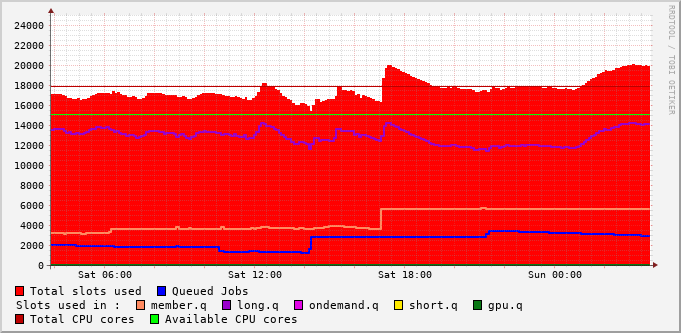 24000
22000
20000
18000
16000
14000
12000
10000
8000
6000
4000
2000
0
Sat 06:00 Sat 12:00 Sat 18:00 Sun 00:00
RRDTOOL / TOBI OETIKER
Total slots used Queued Jobs
Slots used in : member.q long.q ondemand.q short.q gpu.q
Total CPU cores Available CPU cores